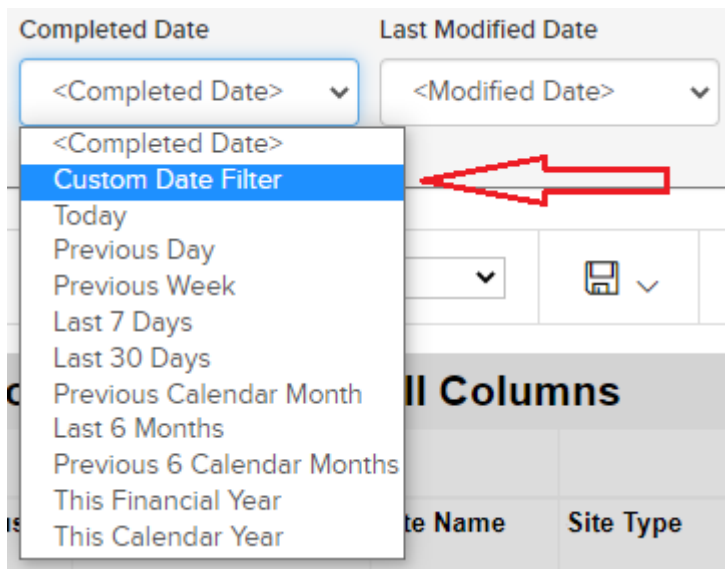 Completed Date
Last Modified Date
<Completed Date>
<Modified Date>
<Completed Date>
Custom Date Filter
Today
Previous Day
Previous Week
Last 7 Days
Last 30 Days
Previous Calendar Month
Last 6 Months
Previous 6 Calendar Months
This Financial Year
This Calendar Year
ll Columns
te Name
Site Type